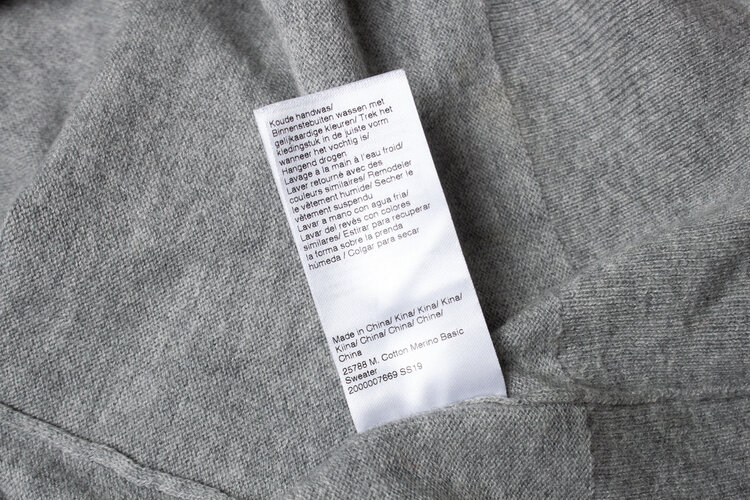 Koude handwas/
Binnenstebuiten wassen met
gelijkaardige kleuren/ Trek het
kledingstuk in de juiste vorm
wanneer het vochtig is/
Hangend drogen
Lavage à la main à l'eau froid/
Laver retourné avec des
couleurs similaires/ Remodeler
le vêtement humide/ Secher le
vêtement suspendu
Lavar a mano con agua fria/
Lavar del revés con colores
similares/ Estirar para recuperar
la forma sobre la prenda
húmeda / Colgar para secar
Made in China/ Kina/ Kina/ Kina/
Kiina/ China/ China/ Chine/
China
25788 M. Cotton Merino Basic
Sweater
2000007669 SS19